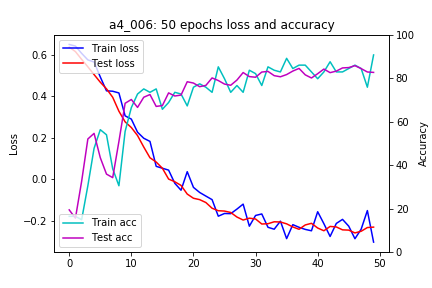 a4_006: 50 epochs loss and accuracy
Train loss
Test loss
Train acc
Test acc
Loss
Accuracy
0.6
0.4
0.2
0.0
−0.2
100
80
60
40
20
0
0 10 20 30 40 50